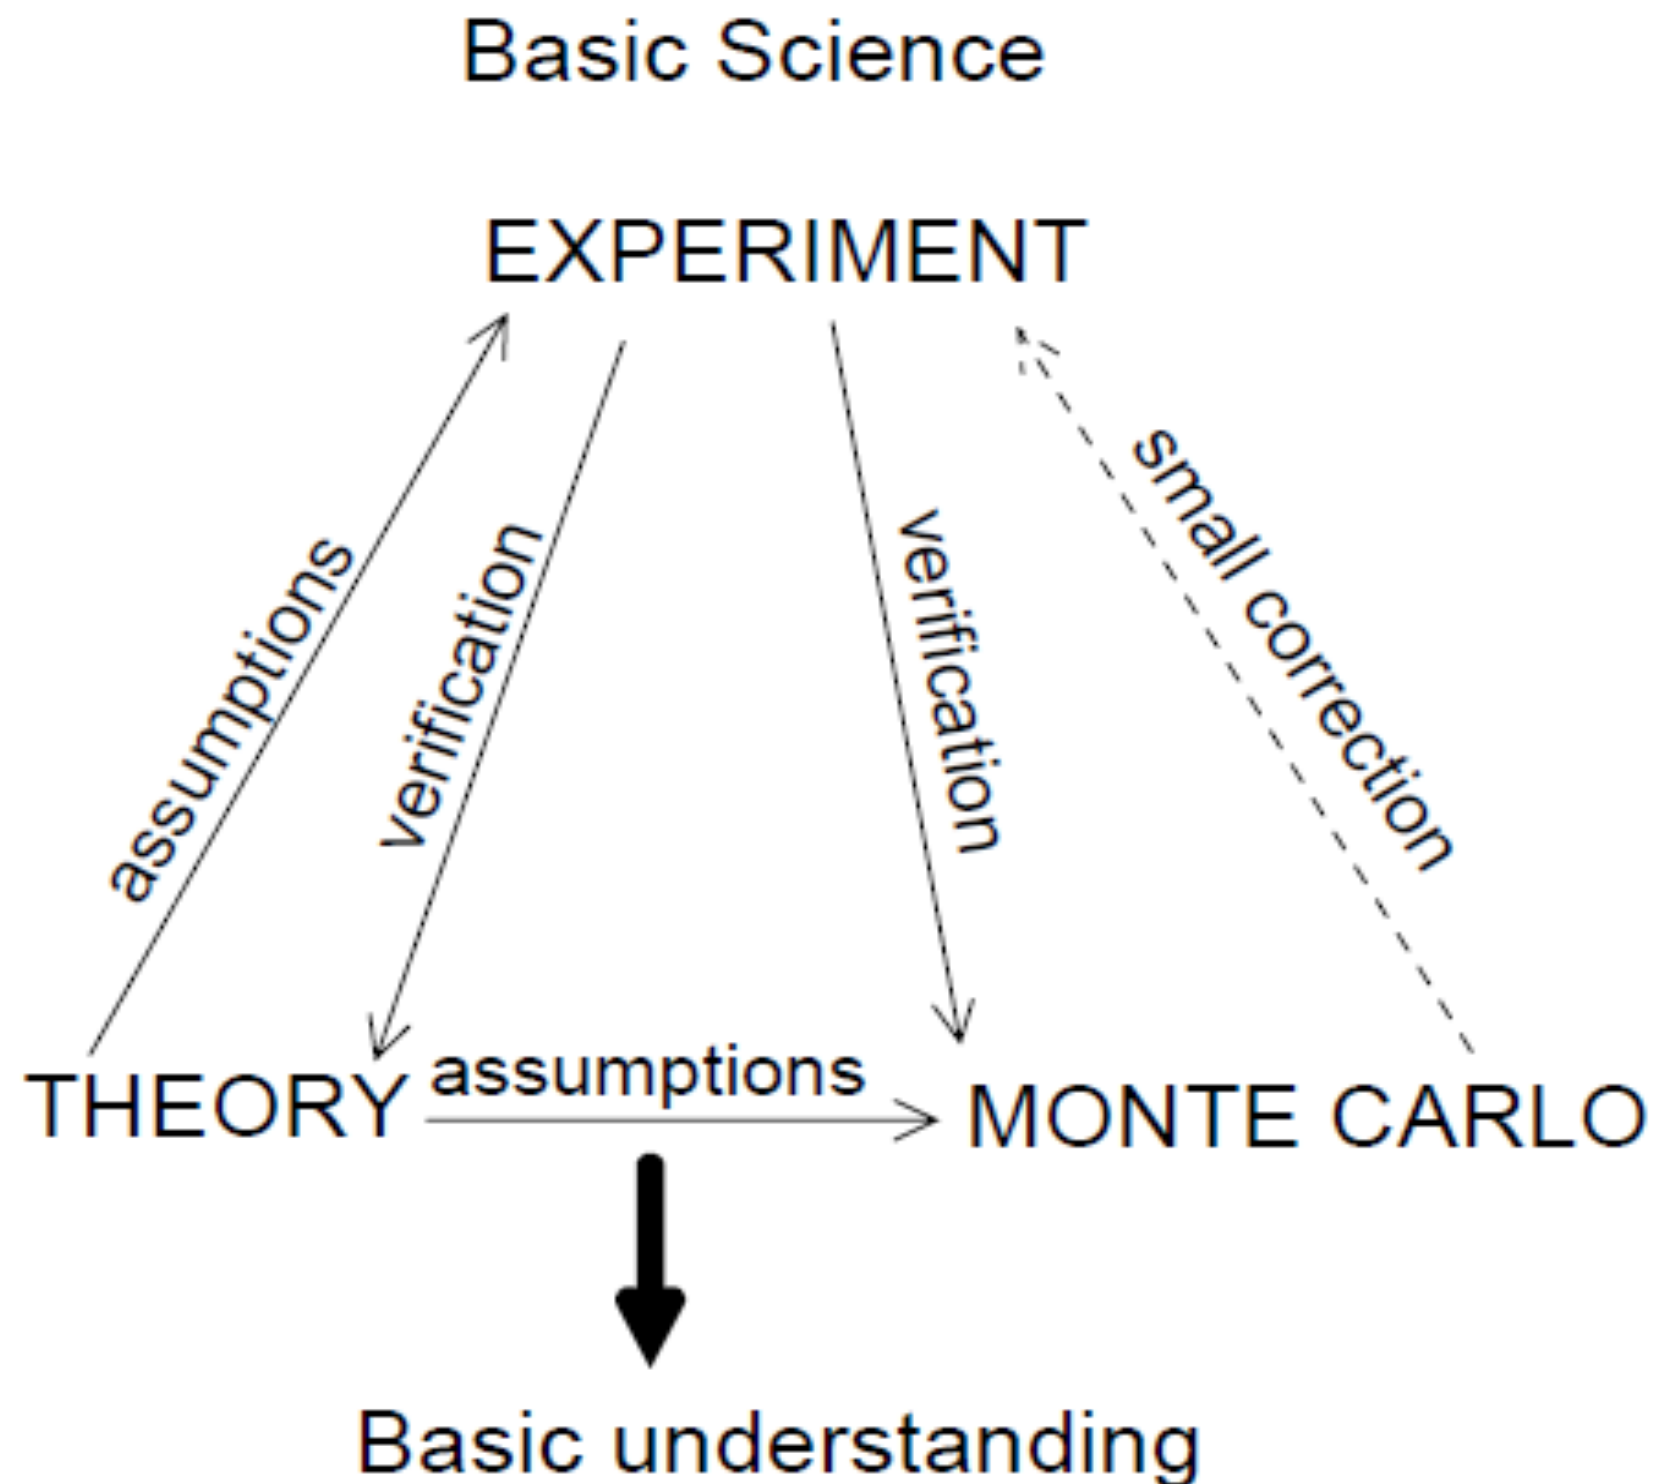 Basic Science
EXPERIMENT
assumptions
verification
verification
small correction
THEORY
assumptions
MONTE CARLO
Basic understanding